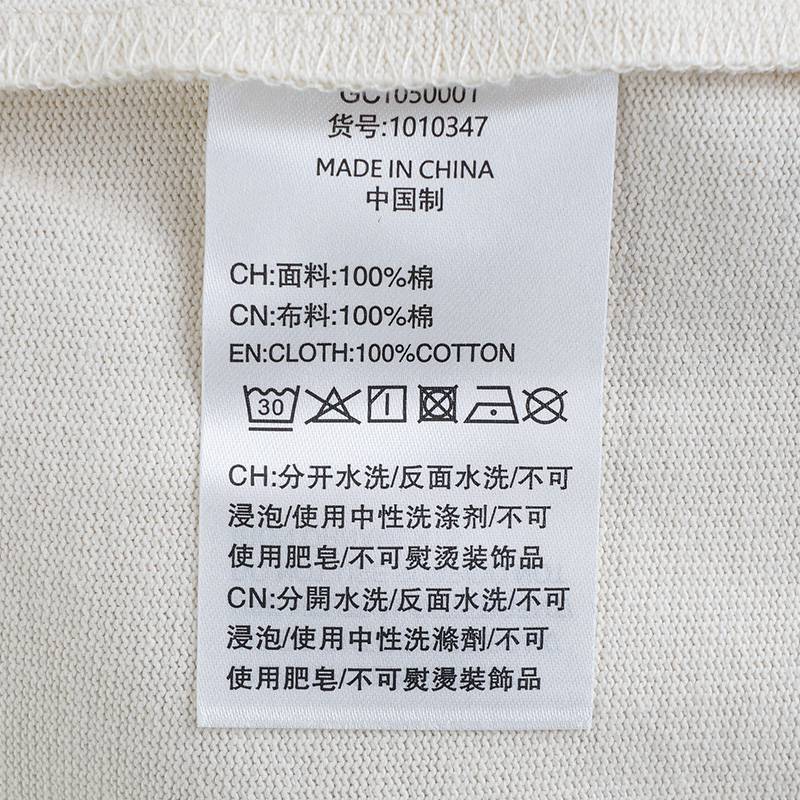 GC1050001
货号:1010347
MADE IN CHINA
中国制
CH:面料:100%棉
CN:布料:100%棉
EN:CLOTH:100%COTTON
30
CH:分开水洗/反面水洗/不可
浸泡/使用中性洗涤剂/不可
使用肥皂/不可熨烫装饰品
CN:分開水洗/反面水洗/不可
浸泡/使用中性洗滌劑/不可
使用肥皂/不可熨燙裝飾品